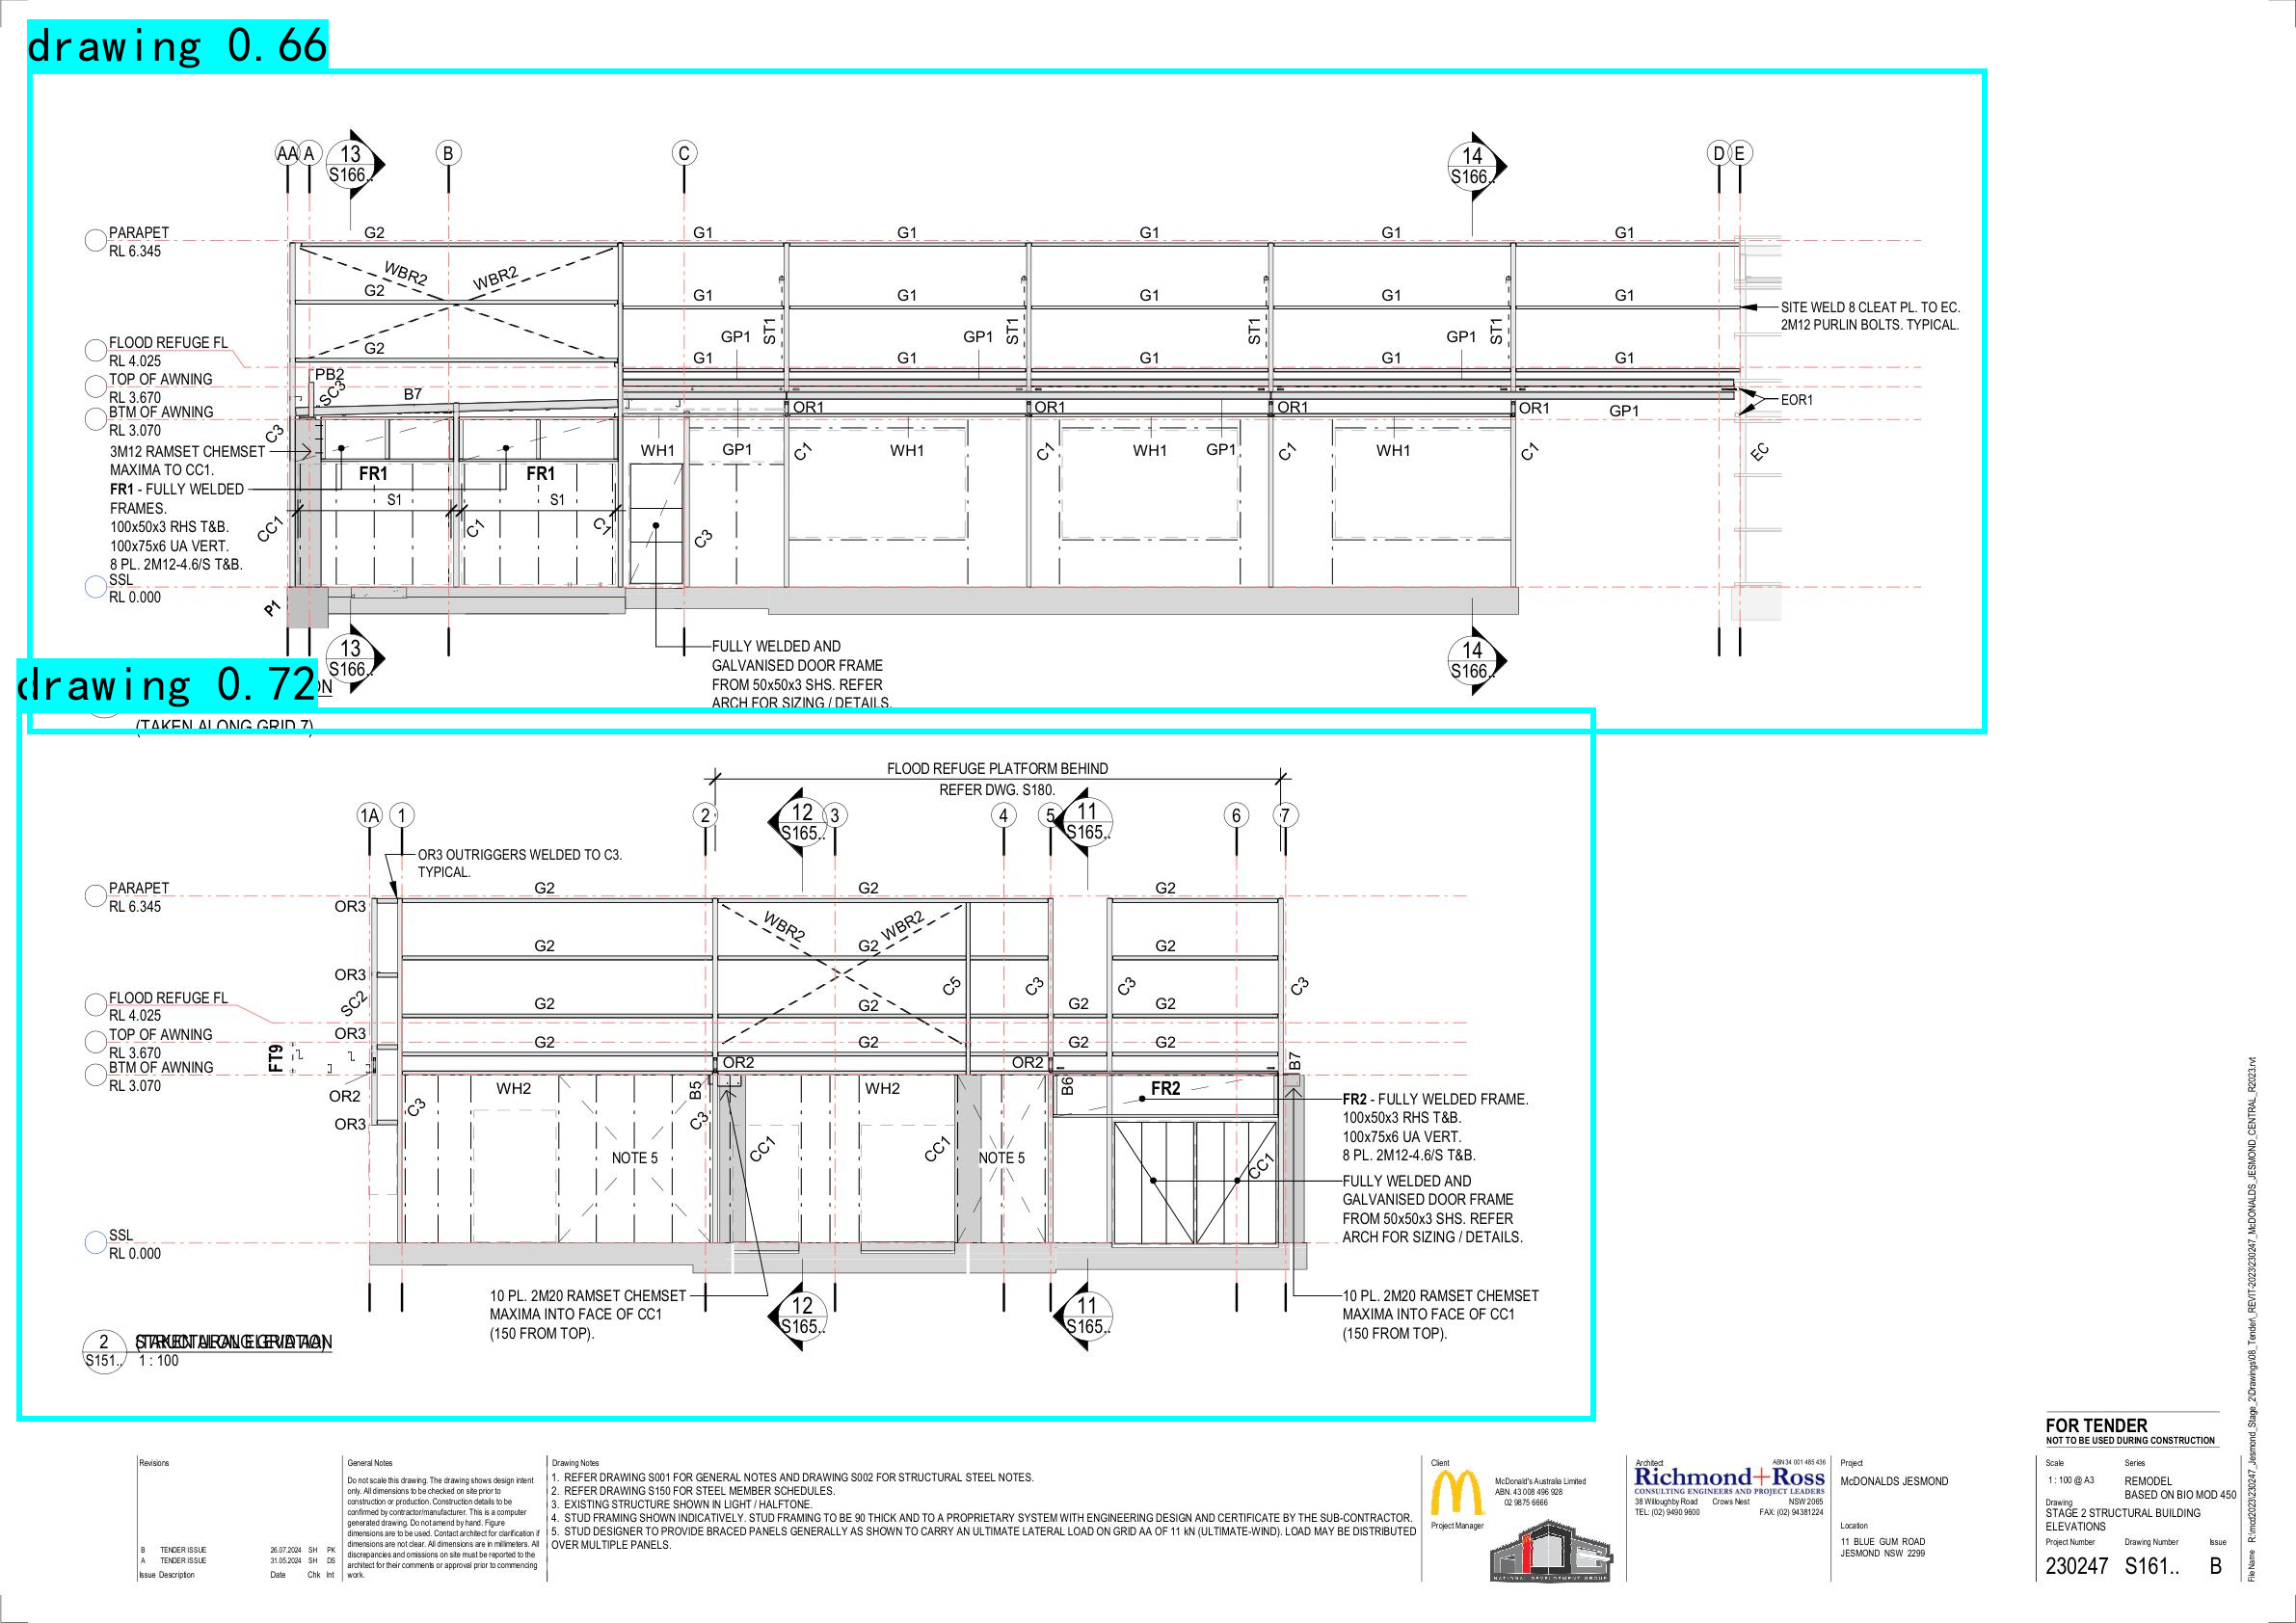 drawing 0.66
AA
A
13
S166..
B
C
14
S166..
D
E
PARAPET
RL 6.345
G2
G1
G1
G1
G1
G1
WBR2
WBR2
G2
G1
G1
G1
G1
G1
SITE WELD 8 CLEAT PL. TO EC.
2M12 PURLIN BOLTS. TYPICAL.
FLOOD REFUGE FL
RL 4.025
G2
GP1
ST1
GP1
ST1
ST1
GP1
ST1
G1
G1
G1
G1
G1
TOP OF AWNING
RL 3.670
PB2
SC3
B7
BTM OF AWNING
RL 3.070
OR1
OR1
OR1
OR1
GP1
EOR1
C3
3M12 RAMSET CHEMSET
MAXIMA TO CC1.
WH1
GP1
C1
WH1
C1
WH1
GP1
C1
WH1
C1
EC
FR1 - FULLY WELDED
FRAMES.
100x50x3 RHS T&B.
100x75x6 UA VERT.
8 PL. 2M12-4.6/S T&B.
FR1
FR1
S1
S1
CC1
C1
C1
C3
SSL
RL 0.000
P1
13
S166..
FULLY WELDED AND
GALVANISED DOOR FRAME
FROM 50x50x3 SHS. REFER
ARCH FOR SIZING / DETAILS.
14
S166..
drawing 0.72
(TAKEN ALONG GRID 7)
FLOOD REFUGE PLATFORM BEHIND
REFER DWG. S180.
1A
1
2
12
S165..
3
4
5
11
S165..
6
7
OR3 OUTRIGGERS WELDED TO C3.
TYPICAL.
PARAPET
RL 6.345
OR3
G2
G2
G2
WBR2
WBR2
G2
G2
G2
OR3
SC2
C5
C3
C3
C3
FLOOD REFUGE FL
RL 4.025
G2
G2
G2
G2
TOP OF AWNING
RL 3.670
OR3
G2
G2
G2
G2
FT9
BTM OF AWNING
RL 3.070
OR2
OR2
B7
OR2
OR3
C3
WH2
B5
C3
WH2
B6
FR2
FR2 - FULLY WELDED FRAME.
100x50x3 RHS T&B.
100x75x6 UA VERT.
8 PL. 2M12-4.6/S T&B.
NOTE 5
CC1
CC1
NOTE 5
CC1
FULLY WELDED AND
GALVANISED DOOR FRAME
FROM 50x50x3 SHS. REFER
ARCH FOR SIZING / DETAILS.
SSL
RL 0.000
10 PL. 2M20 RAMSET CHEMSET
MAXIMA INTO FACE OF CC1
(150 FROM TOP).
12
S165..
11
S165..
10 PL. 2M20 RAMSET CHEMSET
MAXIMA INTO FACE OF CC1
(150 FROM TOP).
2
S151..
STRUCTURAL ELEVATION
(TAKEN ALONG GRID AA)
1 : 100
FOR TENDER
NOT TO BE USED DURING CONSTRUCTION
Revisions
B TENDER ISSUE 26.07.2024 SH PK
A TENDER ISSUE 31.05.2024 SH DS
Issue Description Date Chk Int
General Notes
Do not scale this drawing. The drawing shows design intent
only. All dimensions to be checked on site prior to
construction or production. Construction details to be
confirmed by contractor/manufacturer. This is a computer
generated drawing. Do not amend by hand. Figure
dimensions are to be used. Contact architect for clarification if
dimensions are not clear. All dimensions are in millimeters. All
discrepancies and omissions on site must be reported to the
architect for their comments or approval prior to commencing
work.
Drawing Notes
1. REFER DRAWING S001 FOR GENERAL NOTES AND DRAWING S002 FOR STRUCTURAL STEEL NOTES.
2. REFER DRAWING S150 FOR STEEL MEMBER SCHEDULES.
3. EXISTING STRUCTURE SHOWN IN LIGHT / HALFTONE.
4. STUD FRAMING SHOWN INDICATIVELY. STUD FRAMING TO BE 90 THICK AND TO A PROPRIETARY SYSTEM WITH ENGINEERING DESIGN AND CERTIFICATE BY THE SUB-CONTRACTOR.
5. STUD DESIGNER TO PROVIDE BRACED PANELS GENERALLY AS SHOWN TO CARRY AN ULTIMATE LATERAL LOAD ON GRID AA OF 11 kN (ULTIMATE-WIND). LOAD MAY BE DISTRIBUTED
OVER MULTIPLE PANELS.
Client
McDonald's Australia Limited
ABN. 43 008 496 928
02 9875 6666
Project Manager
NATIONAL DEVELOPMENT GROUP
Architect
ABN 34 001 485 436
Richmond+Ross
CONSULTING ENGINEERS AND PROJECT LEADERS
38 Willoughby Road Crows Nest NSW 2065
TEL: (02) 9490 9600 FAX: (02) 94381224
Project
McDONALDS JESMOND
Location
11 BLUE GUM ROAD
JESMOND NSW 2299
Scale
1 : 100 @ A3
Series
REMODEL
BASED ON BIO MOD 450
Drawing
STAGE 2 STRUCTURAL BUILDING
ELEVATIONS
Project Number
230247
Drawing Number
S161..
Issue
B
File Name R:\mcd2023\230247_Jesmond_Stage_2\Drawings\08_Tender\_REVIT-2023\230247_McDONALDS_JESMOND_CENTRAL_R2023.rvt